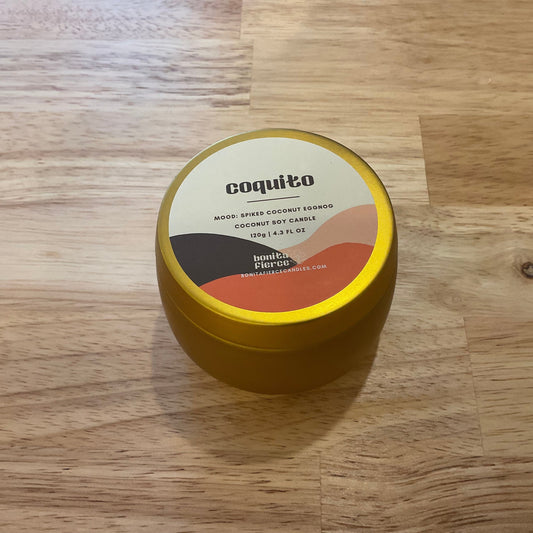 coquito
MOOD: SPIKED COCONUT EGGNOG
COCONUT SOY CANDLE
120g | 4.3 FL OZ
bonita
fierce
BONITAFIERCECANDLES.COM